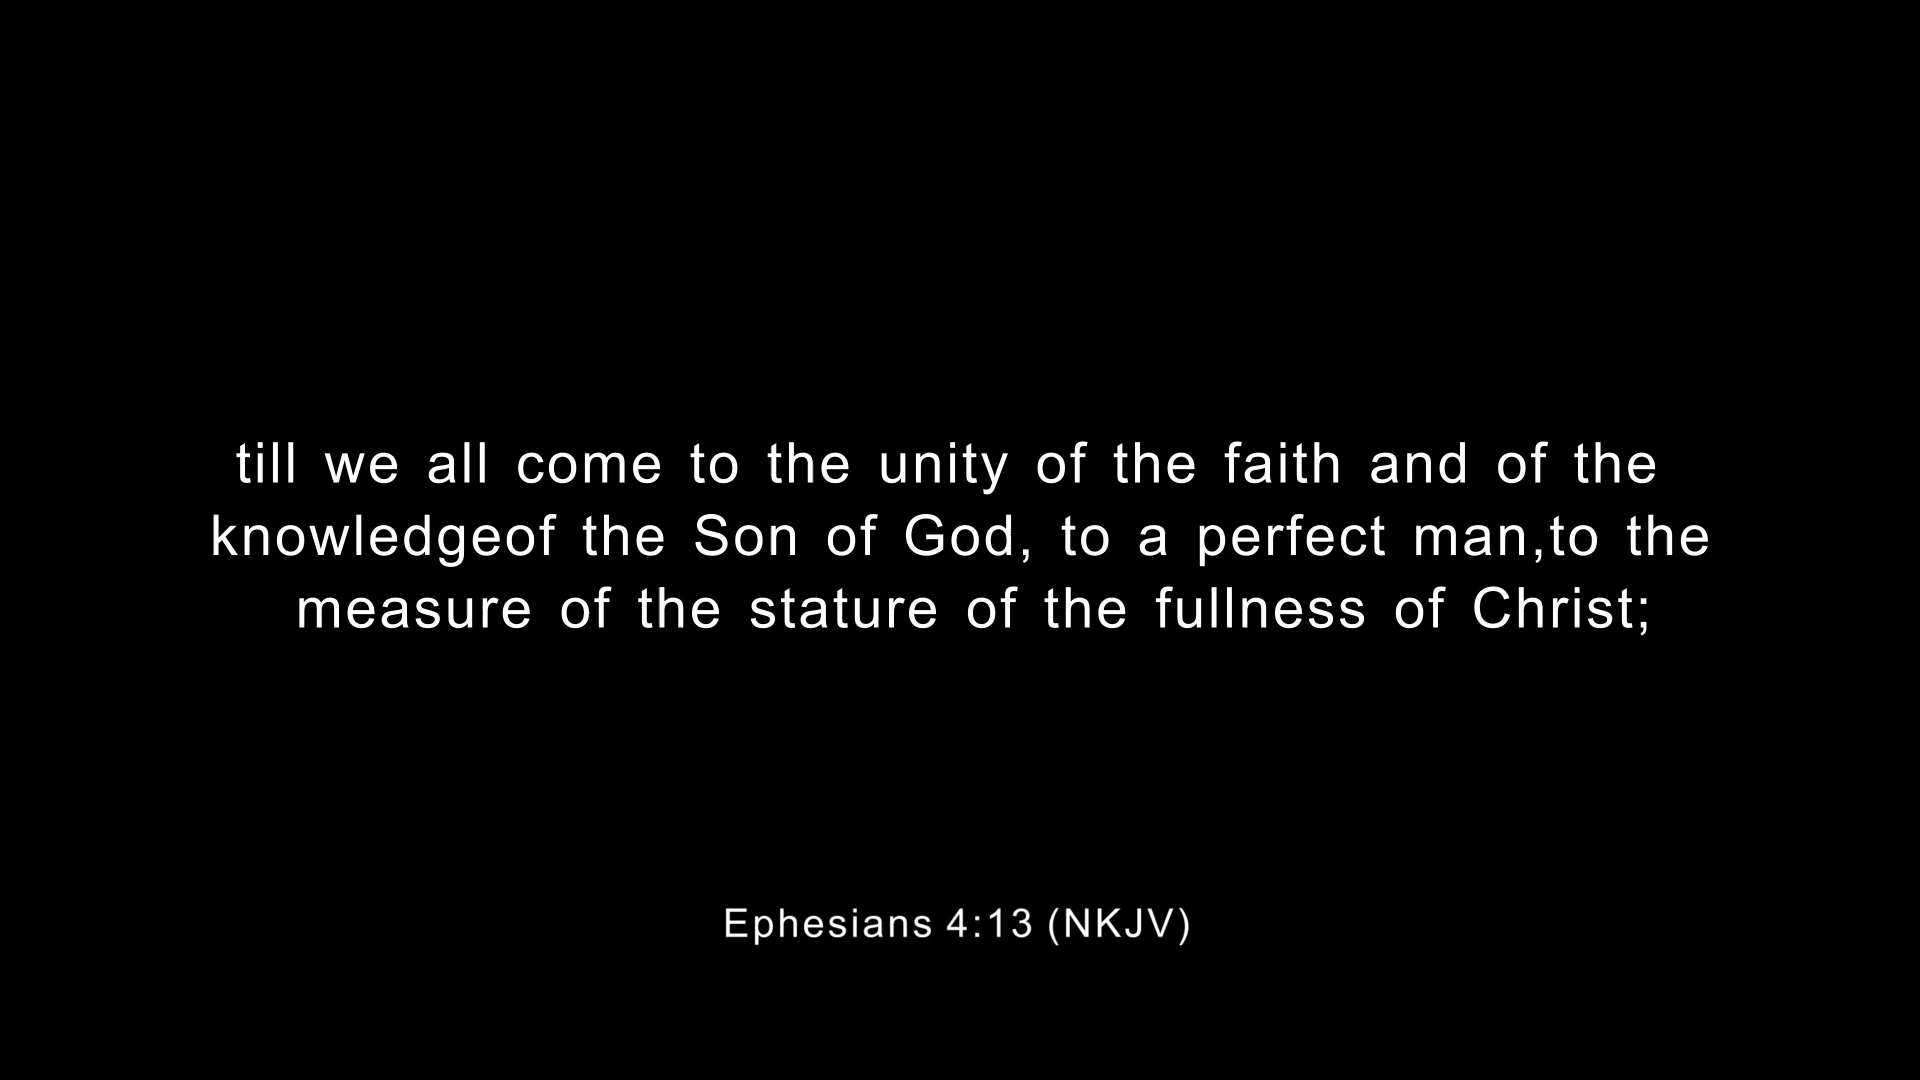 till we all come to the unity of the faith and of the
knowledgeof the Son of God, to a perfect man,to the
measure of the stature of the fullness of Christ;
Ephesians 4:13 (NKJV)